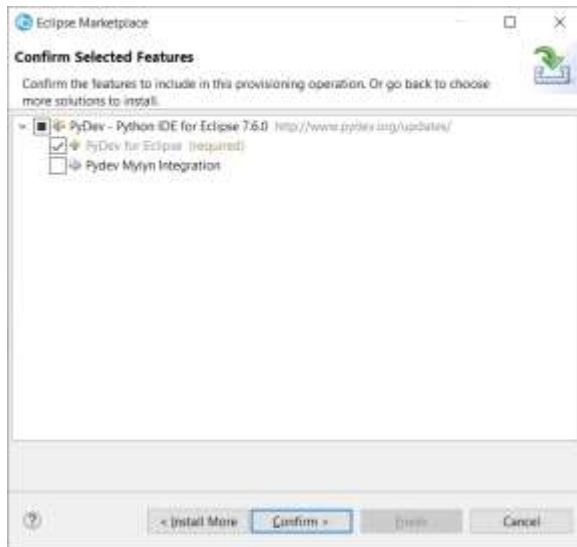 Eclipse Marketplace
Confirm Selected Features
Confirm the features to include in this provisioning operation. Or go back to choose
more solutions to install.
PyDev - Python IDE for Eclipse 7.6.0 http://www.pydev.org/updates/
PyDev for Eclipse (required)
Pydev Mylyn Integration
< Install More Confirm > Finish Cancel